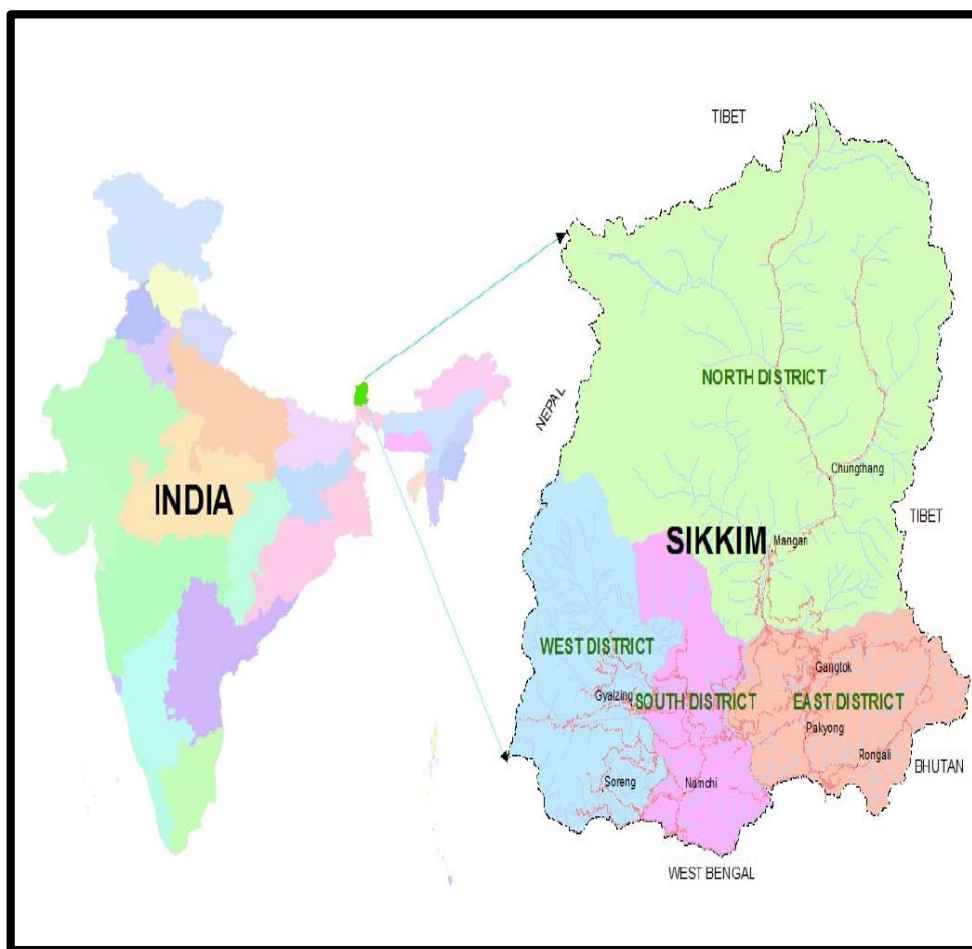 TIBET
NORTH DISTRICT
NEPAL
Chungthang
INDIA
TIBET
SIKKIM
Mangan
WEST DISTRICT
Gangtok
Gyalzing
SOUTH DISTRICT
EAST DISTRICT
Pakyong
Rongali
BHUTAN
Soreng
Namchi
WEST BENGAL